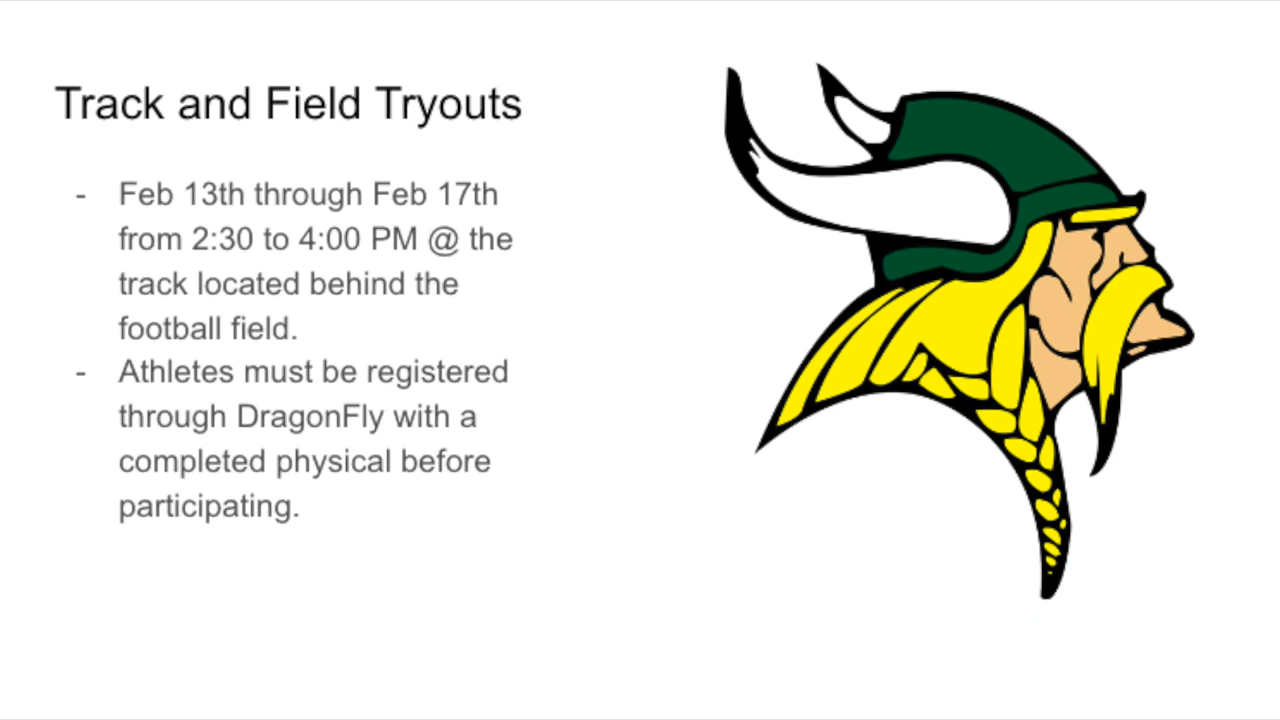 Track and Field Tryouts
- Feb 13th through Feb 17th
from 2:30 to 4:00 PM @ the
track located behind the
football field.
- Athletes must be registered
through DragonFly with a
completed physical before
participating.